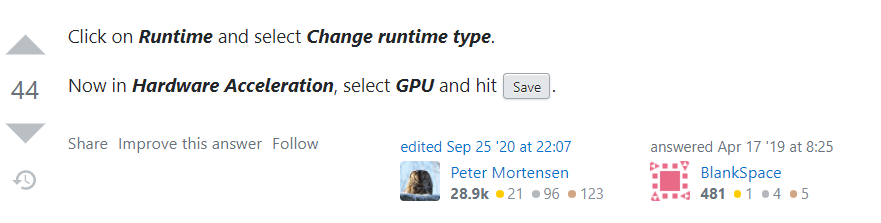 Click on Runtime and select Change runtime type.
44
Now in Hardware Acceleration, select GPU and hit Save.
Share Improve this answer Follow
edited Sep 25 '20 at 22:07
Peter Mortensen
28.9k 21 96 123
answered Apr 17 '19 at 8:25
BlankSpace
481 1 4 5